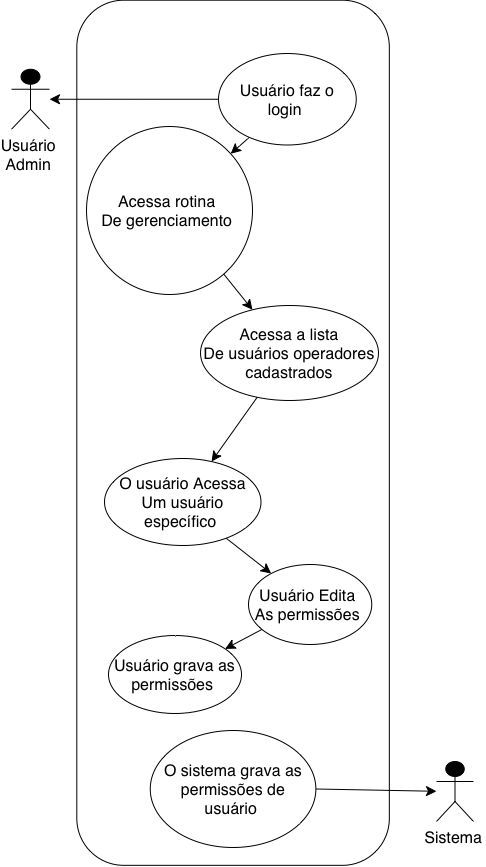 Usuário faz o
login
Usuário
Admin
Acessa rotina
De gerenciamento
Acessa a lista
De usuários operadores
cadastrados
O usuário Acessa
Um usuário
específico
Usuário Edita
As permissões
Usuário grava as
permissões
O sistema grava as
permissões de
usuário
Sistema